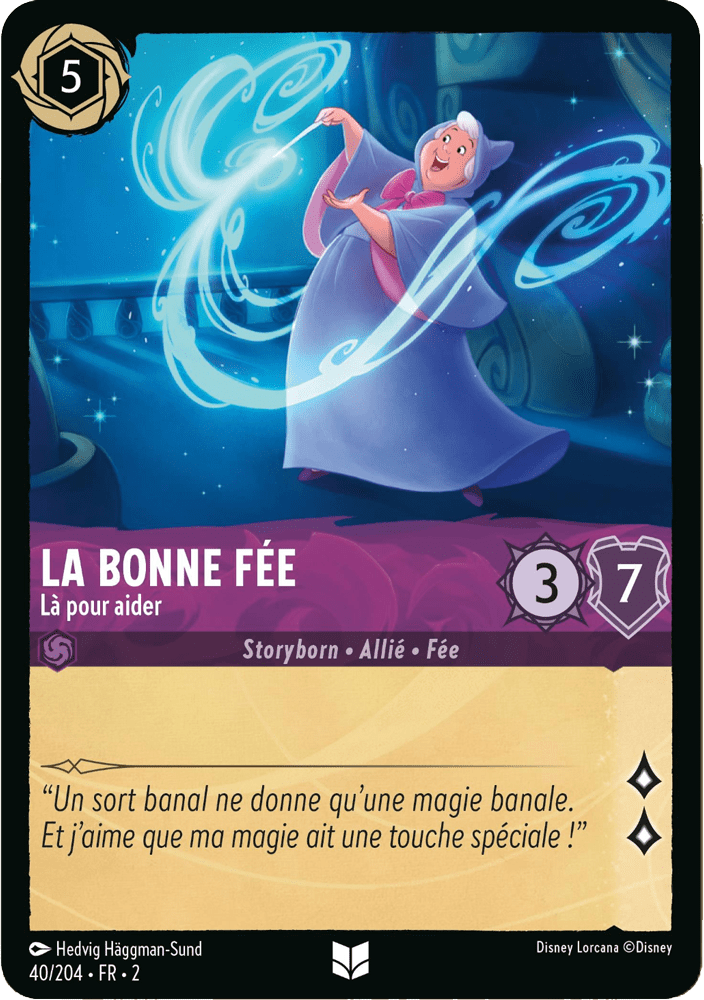 5
LA BONNE FÉE
Là pour aider
3
7
Storyborn • Allié • Fée
“Un sort banal ne donne qu’une magie banale.
Et j’aime que ma magie ait une touche spéciale !”
Hedvig Häggman-Sund
Disney Lorcana ©Disney
40/204 • FR • 2